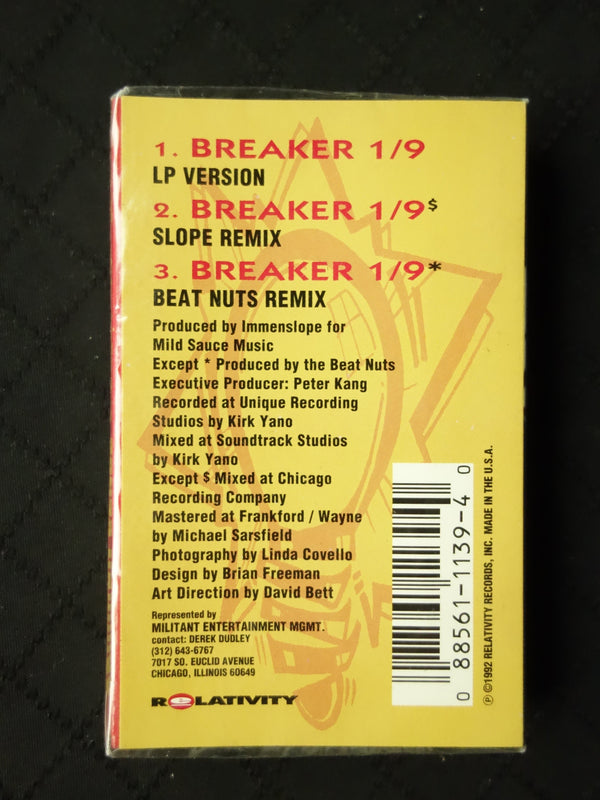 1. BREAKER 1/9
LP VERSION
2. BREAKER 1/9$
SLOPE REMIX
3. BREAKER 1/9*
BEAT NUTS REMIX
Produced by Immenslope for
Mild Sauce Music
Except * Produced by the Beat Nuts
Executive Producer: Peter Kang
Recorded at Unique Recording
Studios by Kirk Yano
Mixed at Soundtrack Studios
by Kirk Yano
Except $ Mixed at Chicago
Recording Company
Mastered at Frankford / Wayne
by Michael Sarsfield
Photography by Linda Covello
Design by Brian Freeman
Art Direction by David Bett
Represented by
MILITANT ENTERTAINMENT MGMT.
contact: DEREK DUDLEY
(312) 643-6767
7017 SO. EUCLID AVENUE
CHICAGO, ILLINOIS 60649
RELATIVITY
0 88561-1139-4 0
℗©1992 RELATIVITY RECORDS, INC. MADE IN THE U.S.A.